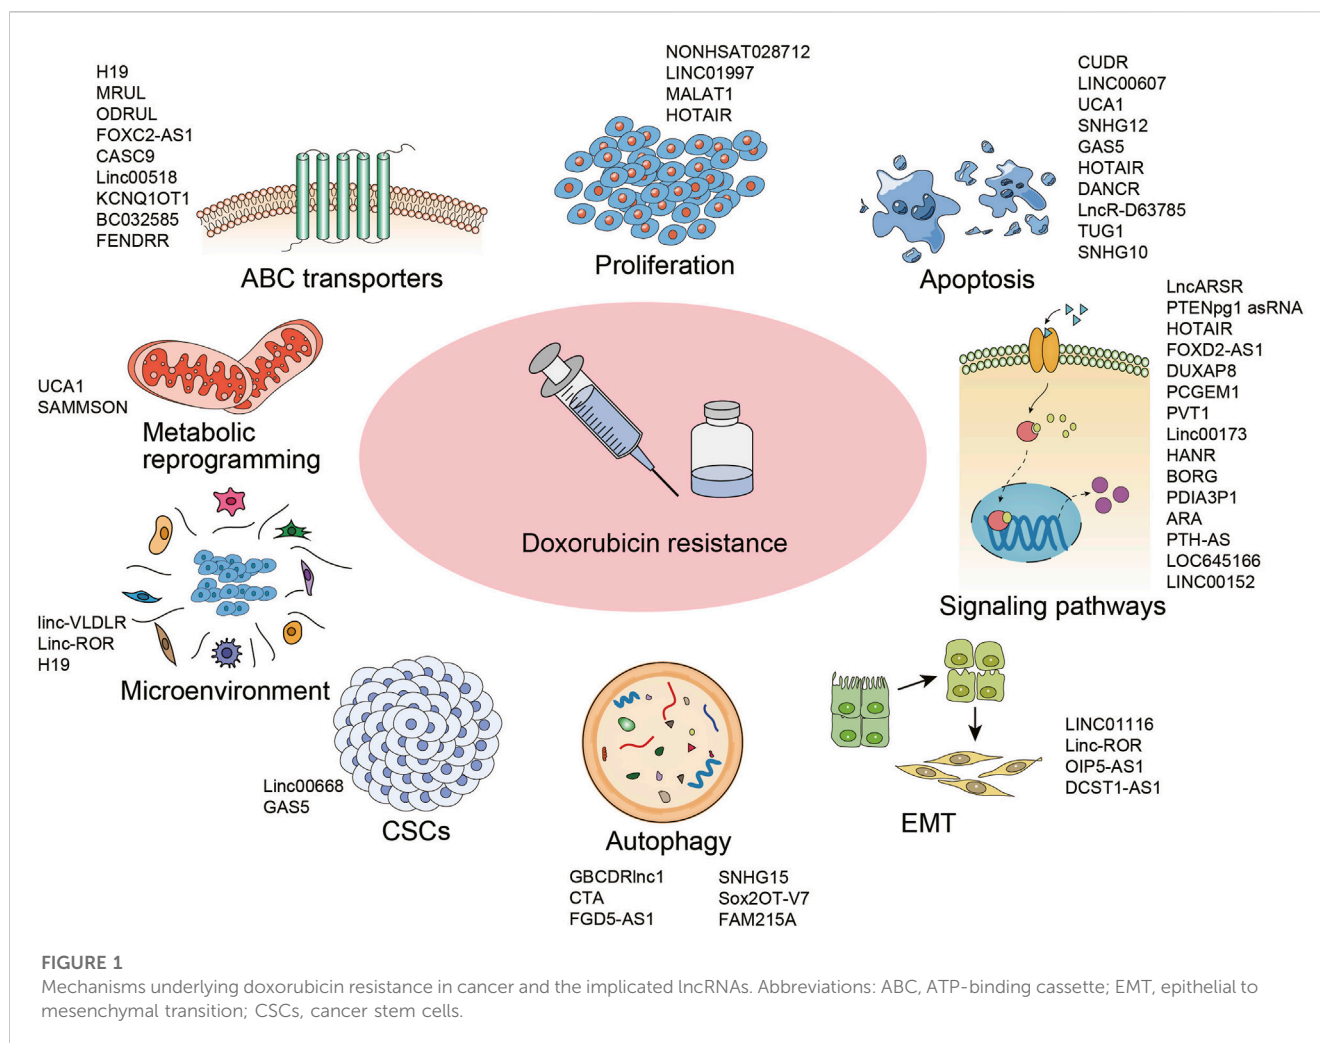 H19
MRUL
ODRUL
FOXC2-AS1
CASC9
Linc00518
KCNQ1OT1
BC032585
FENDRR
ABC transporters
NONHSAT028712
LINC01997
MALAT1
HOTAIR
Proliferation
CUDR
LINC00607
UCA1
SNHG12
GAS5
HOTAIR
DANCR
LncR-D63785
TUG1
SNHG10
Apoptosis
UCA1
SAMMSON
Metabolic
reprogramming
Doxorubicin resistance
LncARSR
PTENpg1 asRNA
HOTAIR
FOXD2-AS1
DUXAP8
PCGEM1
PVT1
Linc00173
HANR
BORG
PDIA3P1
ARA
PTH-AS
LOC645166
LINC00152
Signaling pathways
linc-VLDLR
Linc-ROR
H19
Microenvironment
Linc00668
GAS5
CSCs
Autophagy
GBCDRlnc1
CTA
FGD5-AS1
SNHG15
Sox2OT-V7
FAM215A
LINC01116
Linc-ROR
OIP5-AS1
DCST1-AS1
EMT
FIGURE 1
Mechanisms underlying doxorubicin resistance in cancer and the implicated lncRNAs. Abbreviations: ABC, ATP-binding cassette; EMT, epithelial to
mesenchymal transition; CSCs, cancer stem cells.